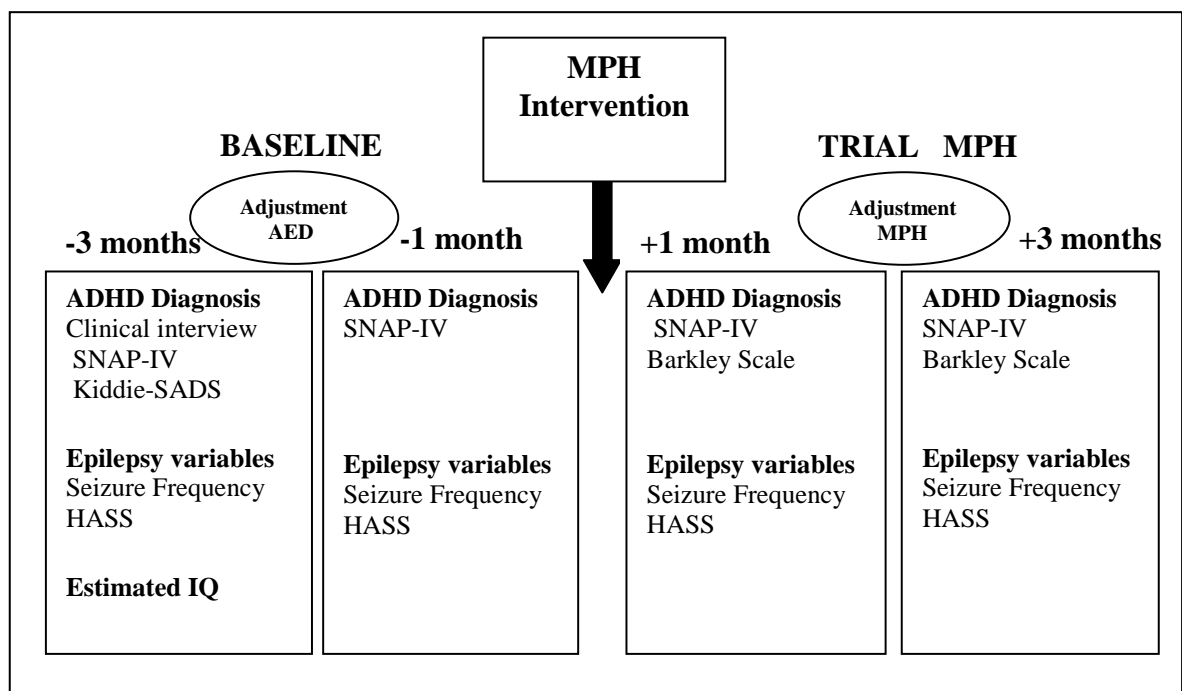 MPH
Intervention
BASELINE
TRIAL MPH
Adjustment
AED
Adjustment
MPH
-3 months
-1 month
+1 month
+3 months
ADHD Diagnosis
Clinical interview
SNAP-IV
Kiddie-SADS
Epilepsy variables
Seizure Frequency
HASS
Estimated IQ
ADHD Diagnosis
SNAP-IV
Epilepsy variables
Seizure Frequency
HASS
ADHD Diagnosis
SNAP-IV
Barkley Scale
Epilepsy variables
Seizure Frequency
HASS
ADHD Diagnosis
SNAP-IV
Barkley Scale
Epilepsy variables
Seizure Frequency
HASS